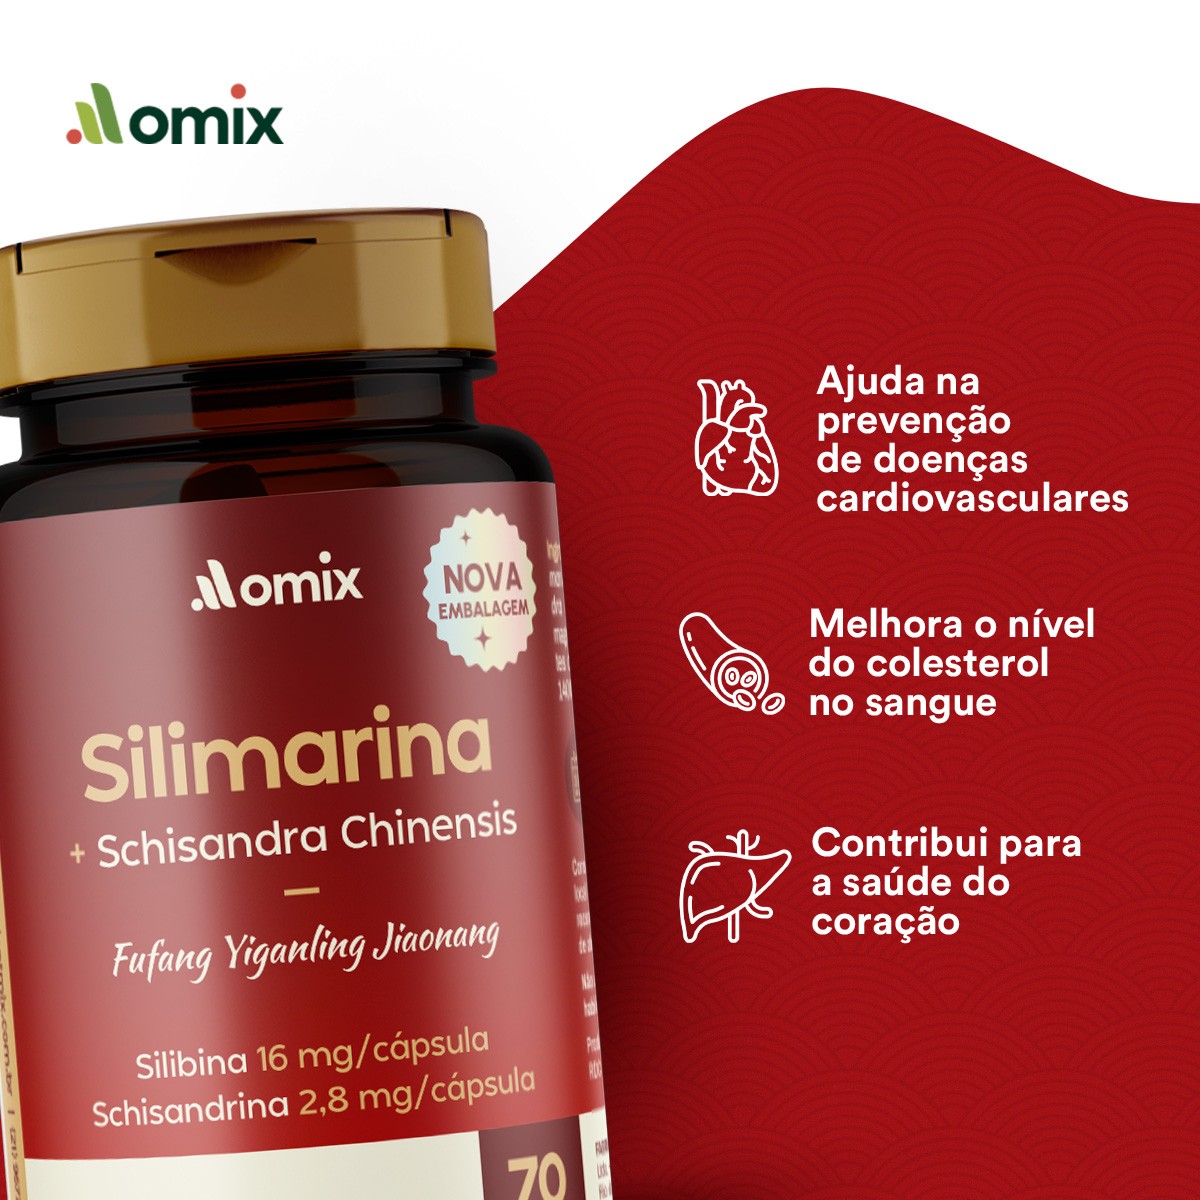 omix
omix
NOVA
EMBALAGEM
Silimarina
+ Schisandra Chinensis
Fufang Yiganling Jiaonang
Silibina 16 mg/cápsula
Schisandrina 2,8 mg/cápsula
70
Ajuda na
prevenção
de doenças
cardiovasculares
Melhora o nível
do colesterol
no sangue
Contribui para
a saúde do
coração